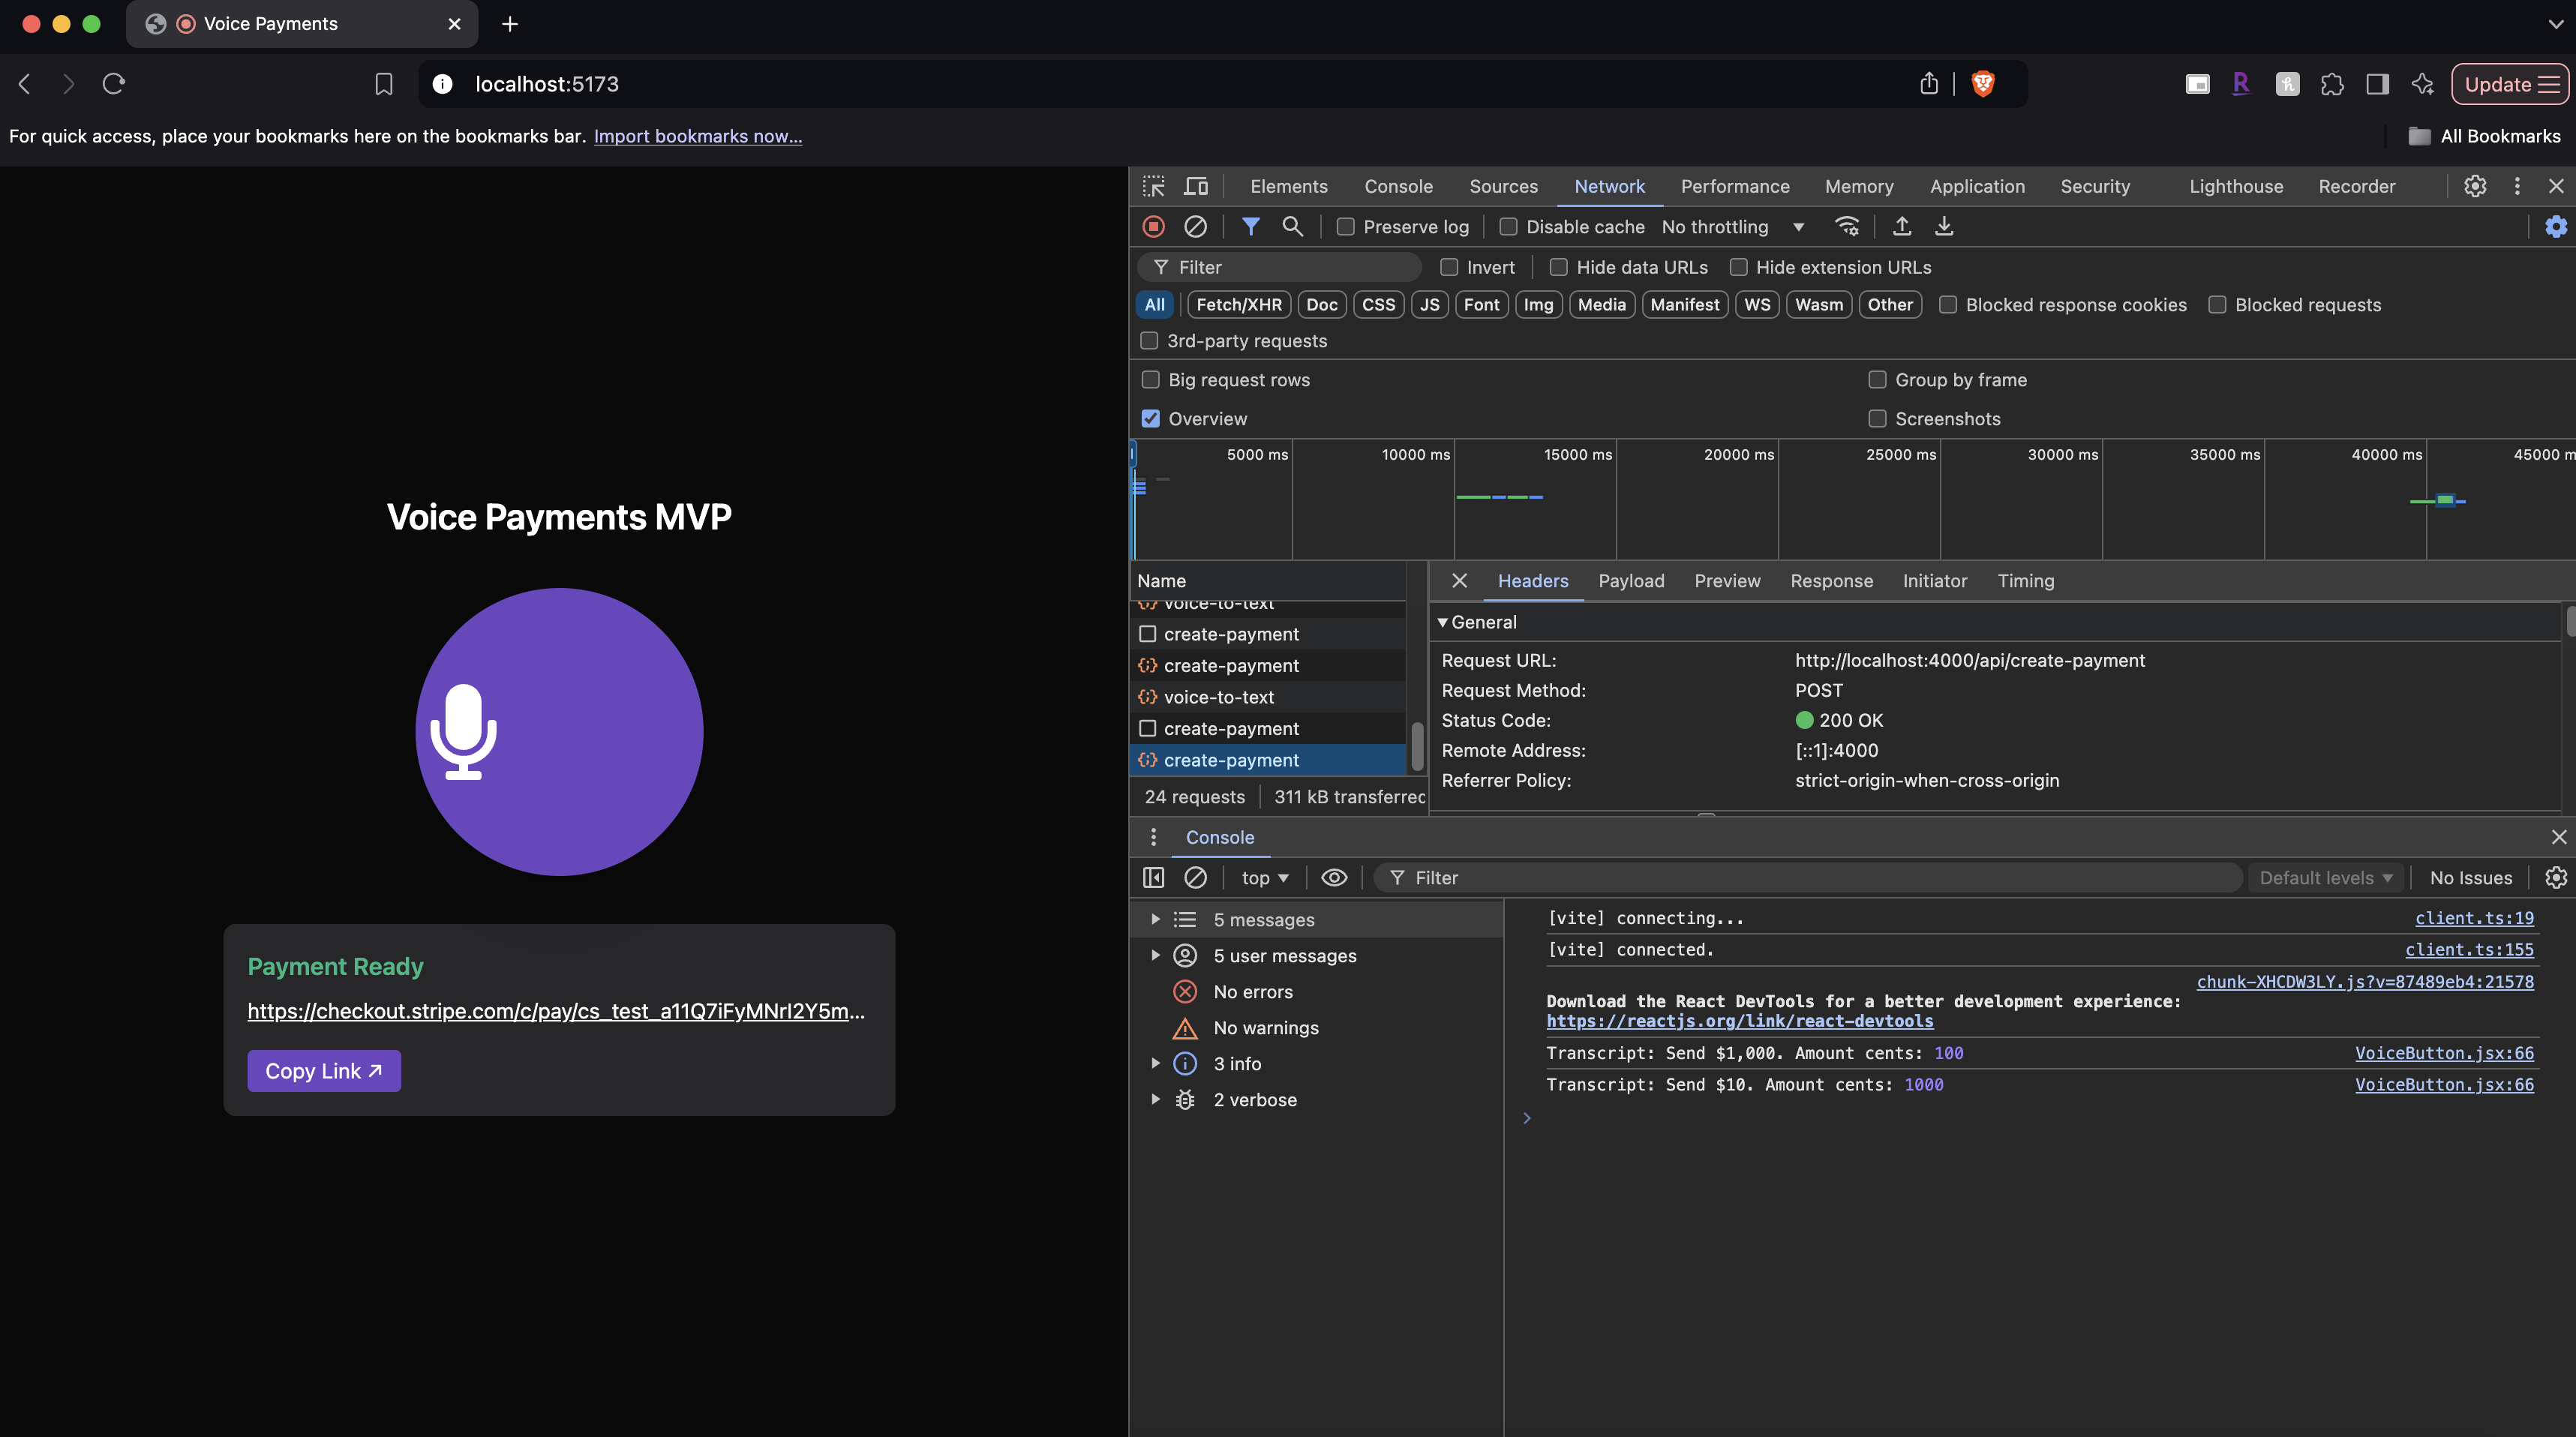 Voice Payments
localhost:5173
Update
For quick access, place your bookmarks here on the bookmarks bar. Import bookmarks now...
All Bookmarks
Voice Payments MVP
Payment Ready
https://checkout.stripe.com/c/pay/cs_test_a11Q7iFyMNrI2Y5m...
Copy Link ↗
Elements Console Sources Network Performance Memory Application Security Lighthouse Recorder
Preserve log Disable cache No throttling
Filter Invert Hide data URLs Hide extension URLs
All Fetch/XHR Doc CSS JS Font Img Media Manifest WS Wasm Other Blocked response cookies Blocked requests
3rd-party requests
Big request rows Group by frame
Overview Screenshots
5000 ms 10000 ms 15000 ms 20000 ms 25000 ms 30000 ms 35000 ms 40000 ms 45000 m
Name
voice-to-text
create-payment
create-payment
voice-to-text
create-payment
create-payment
24 requests 311 kB transferred
Headers Payload Preview Response Initiator Timing
General
Request URL: http://localhost:4000/api/create-payment
Request Method: POST
Status Code: 200 OK
Remote Address: [::1]:4000
Referrer Policy: strict-origin-when-cross-origin
Console
top Filter Default levels No Issues
5 messages
5 user messages
No errors
No warnings
3 info
2 verbose
[vite] connecting... client.ts:19
[vite] connected. client.ts:155
chunk-XHCDW3LY.js?v=87489eb4:21578
Download the React DevTools for a better development experience:
https://reactjs.org/link/react-devtools
Transcript: Send $1,000. Amount cents: 100 VoiceButton.jsx:66
Transcript: Send $10. Amount cents: 1000 VoiceButton.jsx:66